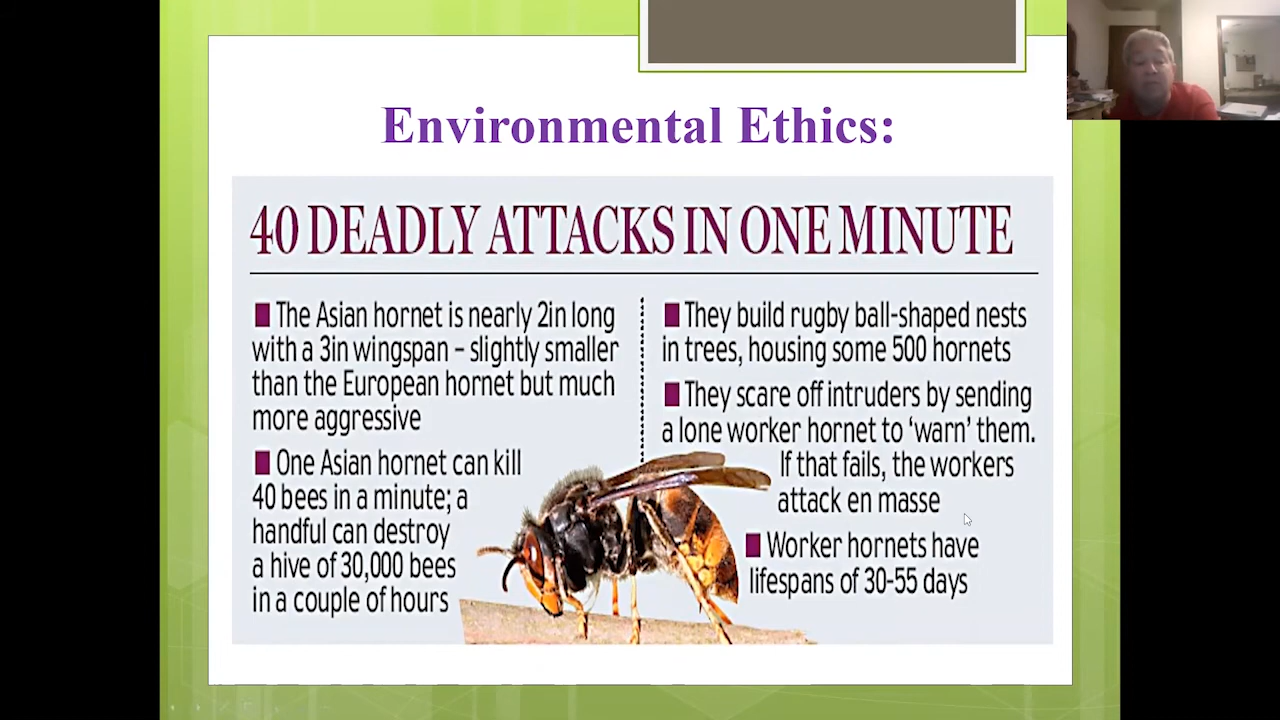 Environmental Ethics:
40 DEADLY ATTACKS IN ONE MINUTE
■ The Asian hornet is nearly 2in long
with a 3in wingspan – slightly smaller
than the European hornet but much
more aggressive
■ One Asian hornet can kill
40 bees in a minute; a
handful can destroy
a hive of 30,000 bees
in a couple of hours
■ They build rugby ball-shaped nests
in trees, housing some 500 hornets
■ They scare off intruders by sending
a lone worker hornet to ‘warn’ them.
If that fails, the workers
attack en masse
■ Worker hornets have
lifespans of 30-55 days